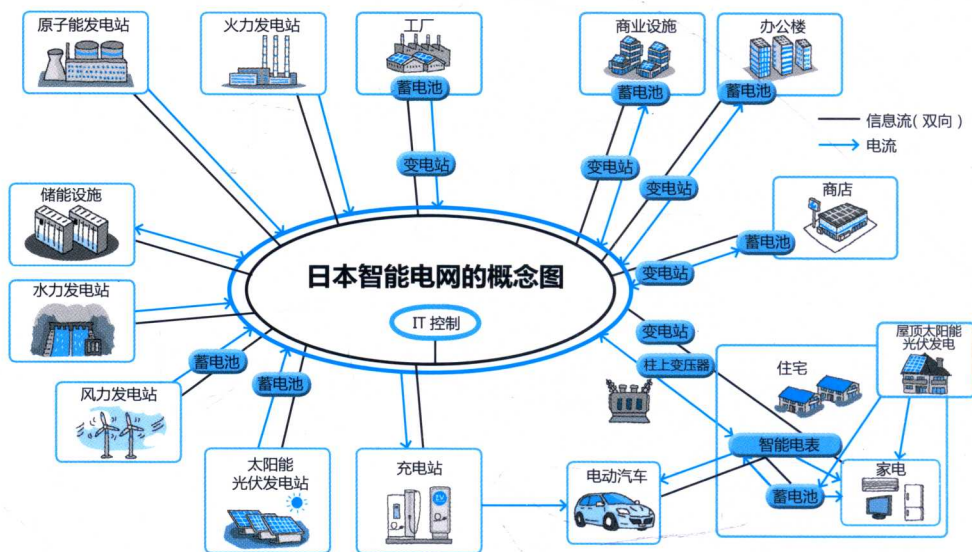 原子能发电站
火力发电站
工厂
蓄电池
商业设施
蓄电池
办公楼
蓄电池
信息流（双向）
电流
变电站
变电站
变电站
储能设施
商店
蓄电池
变电站
日本智能电网的概念图
IT 控制
水力发电站
变电站
蓄电池
柱上变压器
屋顶太阳能
光伏发电
住宅
蓄电池
风力发电站
智能电表
太阳能
光伏发电站
充电站
EV
电动汽车
蓄电池
家电